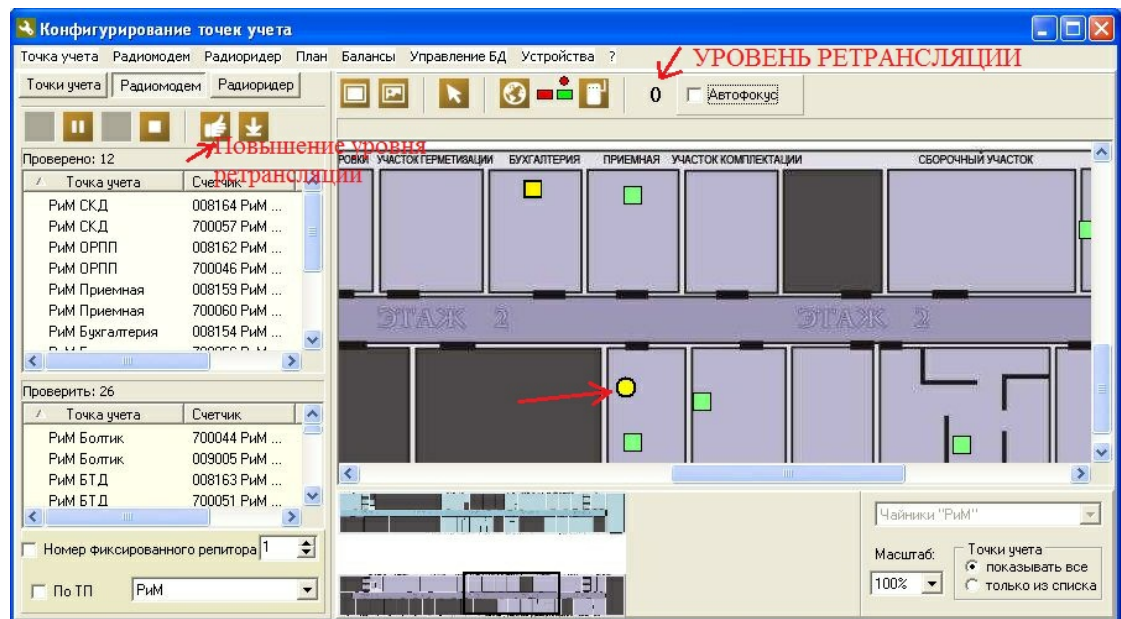 Конфигурирование точек учета
Точка учета Радиомодем Радиоридер План Балансы Управление БД Устройства ?
УРОВЕНЬ РЕТРАНСЛЯЦИИ
Точки учета Радиомодем Радиоридер
0 Автофокус
Повышение уровня
ретрансляции
Проверено: 12
Точка учета Счетчик
РиМ СКД 008164 РиМ ...
РиМ СКД 700057 РиМ ...
РиМ ОРПП 008162 РиМ ...
РиМ ОРПП 700046 РиМ ...
РиМ Приемная 008159 РиМ ...
РиМ Приемная 700060 РиМ ...
РиМ Бухгалтерия 008154 РиМ ...
РОВКИ УЧАСТОК ГЕРМЕТИЗАЦИИ БУХГАЛТЕРИЯ ПРИЕМНАЯ УЧАСТОК КОМПЛЕКТАЦИИ СБОРОЧНЫЙ УЧАСТОК
ЭТАЖ 2 ЭТАЖ 2
Проверить: 26
Точка учета Счетчик
РиМ Болтик 700044 РиМ ...
РиМ Болтик 009005 РиМ ...
РиМ БТД 008163 РиМ ...
РиМ БТД 700051 РиМ ...
Номер фиксированного репитора 1
По ТП РиМ
Чайники "РиМ"
Масштаб:
100%
Точки учета
показывать все
только из списка